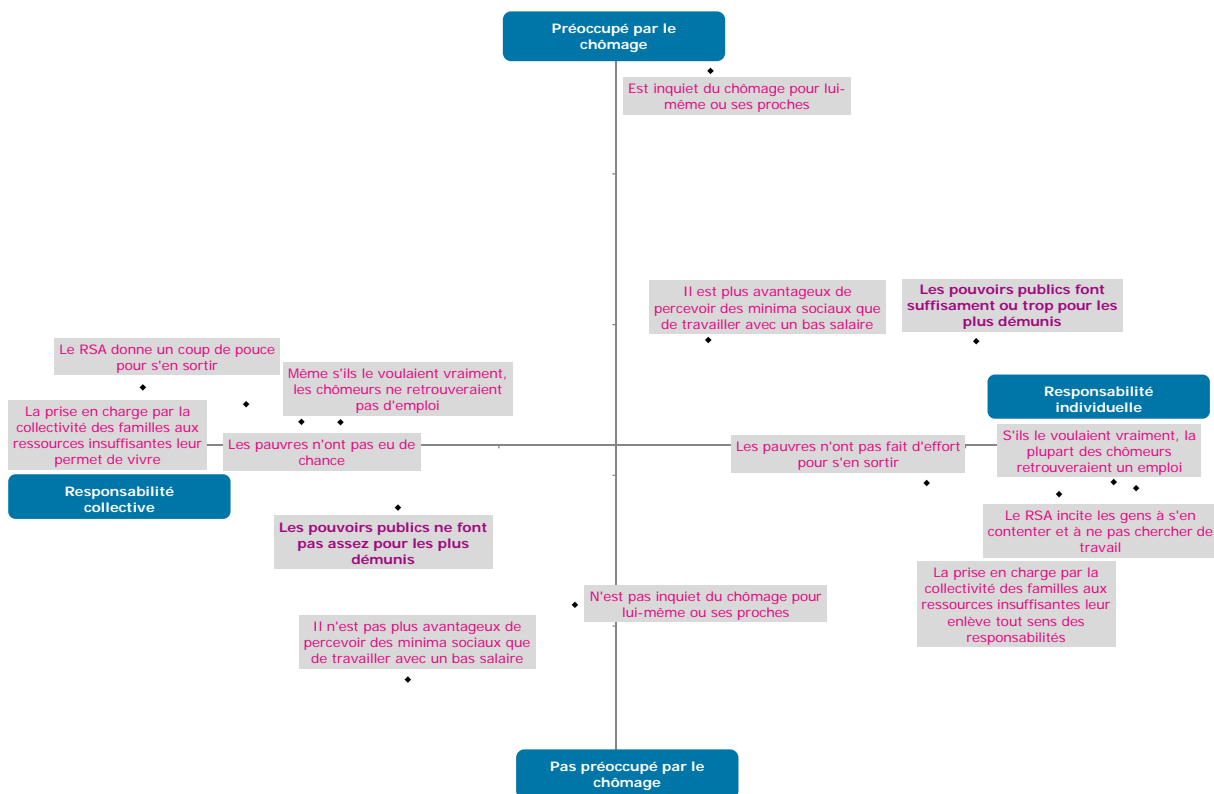 Préoccupé par le
chômage
Est inquiet du chômage pour lui-
même ou ses proches
Il est plus avantageux de
percevoir des minima sociaux que
de travailler avec un bas salaire
Les pouvoirs publics font
suffisament ou trop pour les
plus démunis
Le RSA donne un coup de pouce
pour s'en sortir
Même s'ils le voulaient vraiment,
les chômeurs ne retrouveraient
pas d'emploi
Responsabilité
individuelle
La prise en charge par la
collectivité des familles aux
ressources insuffisantes leur
permet de vivre
Les pauvres n'ont pas eu de
chance
Les pauvres n'ont pas fait d'effort
pour s'en sortir
S'ils le voulaient vraiment, la
plupart des chômeurs
retrouveraient un emploi
Responsabilité
collective
Les pouvoirs publics ne font
pas assez pour les plus
démunis
Le RSA incite les gens à s'en
contenter et à ne pas chercher de
travail
La prise en charge par la
collectivité des familles aux
ressources insuffisantes leur
enlève tout sens des
responsabilités
N'est pas inquiet du chômage pour
lui-même ou ses proches
Il n'est pas plus avantageux de
percevoir des minima sociaux que
de travailler avec un bas salaire
Pas préoccupé par le
chômage